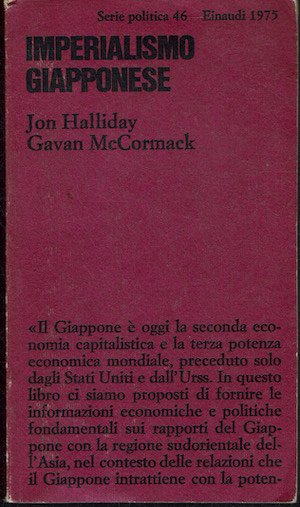 Serie politica 46 Einaudi 1975
IMPERIALISMO
GIAPPONESE
Jon Halliday
Gavan McCormack
«Il Giappone è oggi la seconda eco-
nomia capitalistica e la terza potenza
economica mondiale, preceduto solo
dagli Stati Uniti e dall'Urss. In questo
libro ci siamo proposti di fornire le
informazioni economiche e politiche
fondamentali sui rapporti del Giap-
pone con la regione sudorientale del-
l'Asia, nel contesto delle relazioni che
il Giappone intrattiene con la poten-